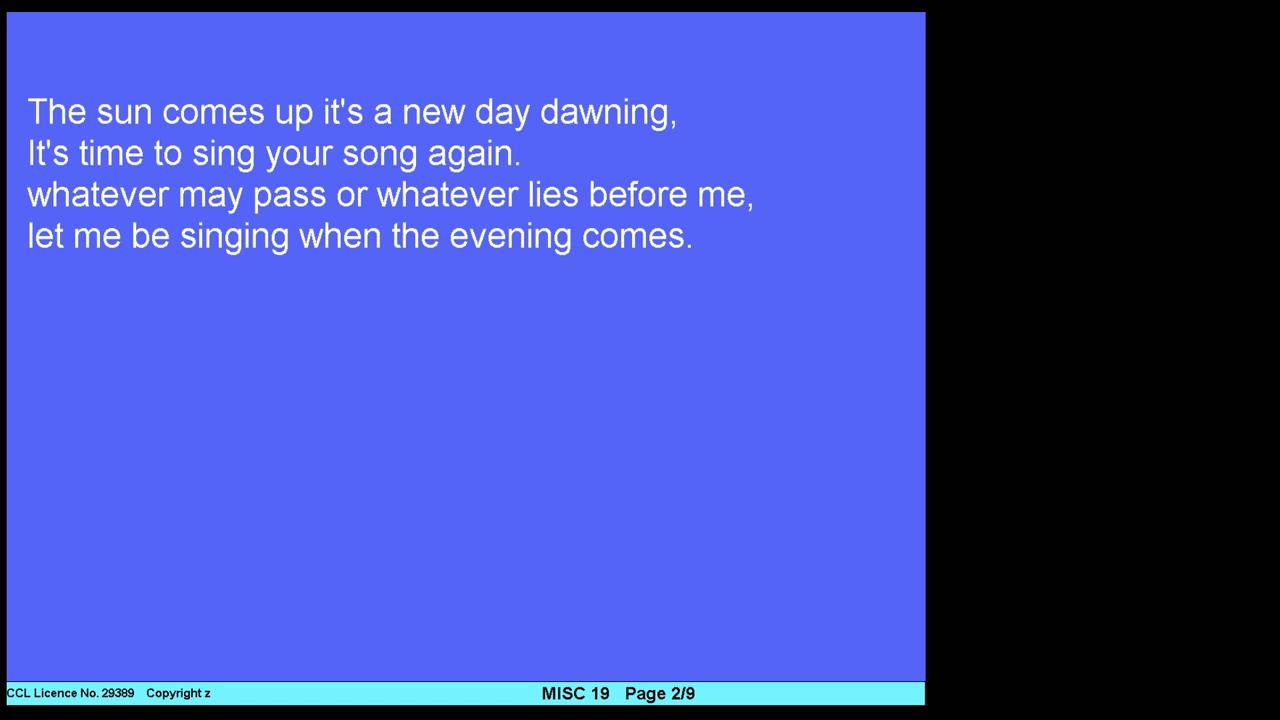 The sun comes up it's a new day dawning,
It's time to sing your song again.
whatever may pass or whatever lies before me,
let me be singing when the evening comes.
CCL Licence No. 29389 Copyright z MISC 19 Page 2/9